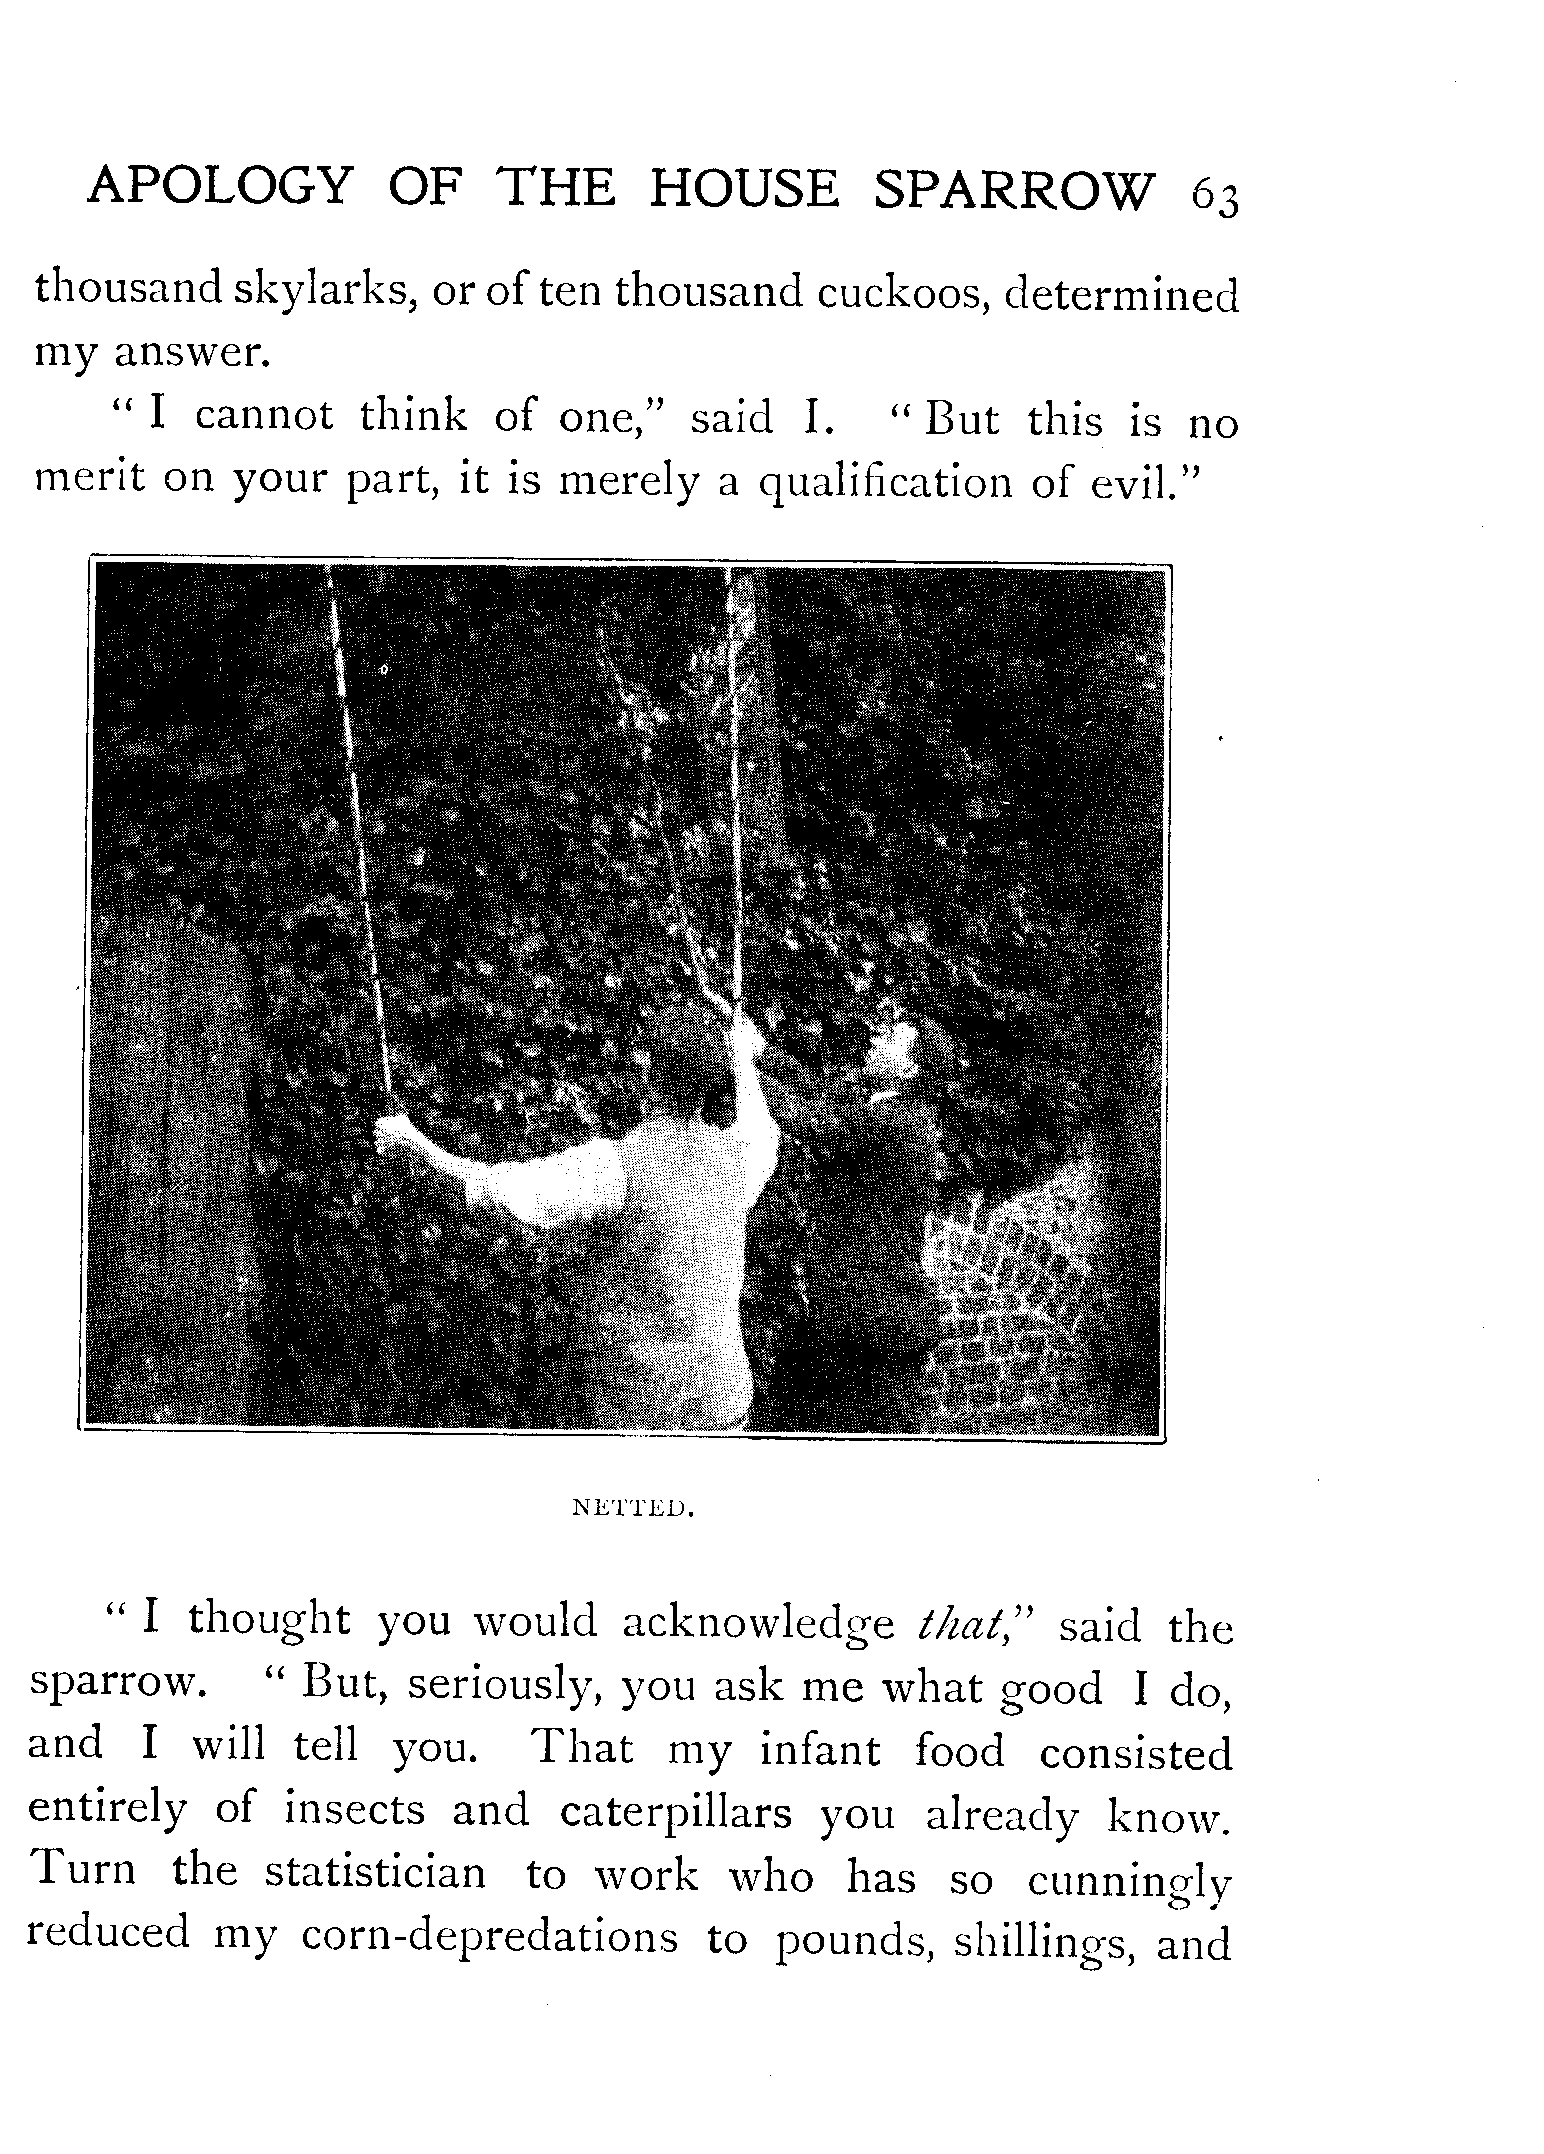 APOLOGY OF THE HOUSE SPARROW 63
thousand skylarks, or of ten thousand cuckoos, determined
my answer.
“ I cannot think of one,” said I. “ But this is no
merit on your part, it is merely a qualification of evil.”
NETTED.
“ I thought you would acknowledge that,” said the
sparrow. “ But, seriously, you ask me what good I do,
and I will tell you. That my infant food consisted
entirely of insects and caterpillars you already know.
Turn the statistician to work who has so cunningly
reduced my corn-depredations to pounds, shillings, and